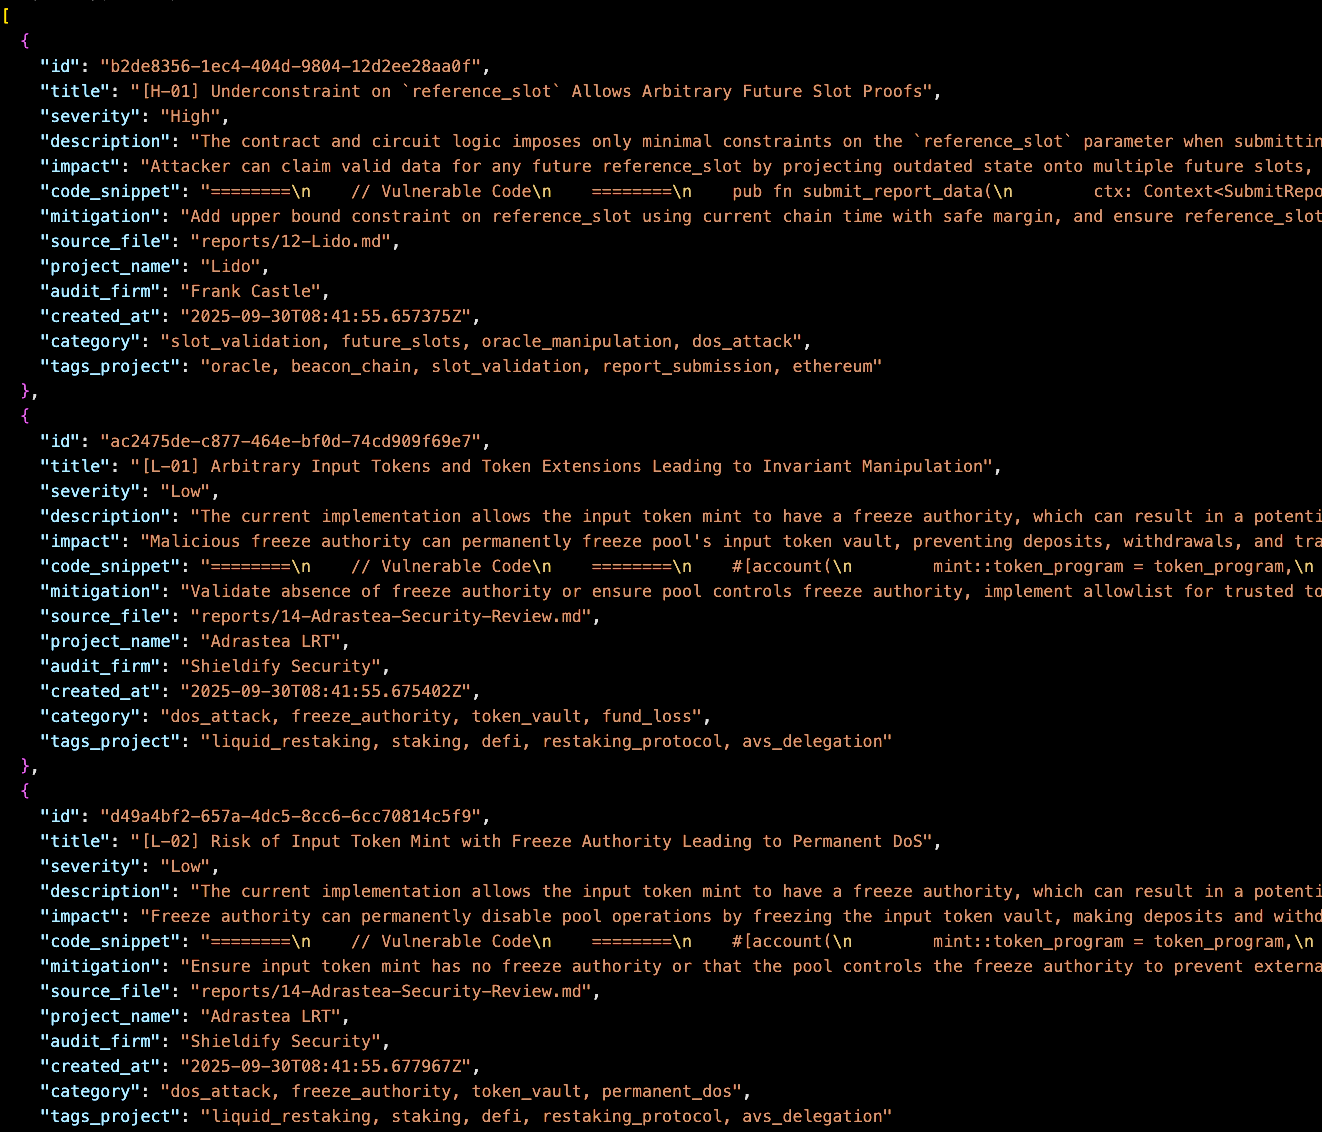 [
  {
    "id": "b2de8356-1ec4-404d-9804-12d2ee28aa0f",
    "title": "[H-01] Underconstraint on `reference_slot` Allows Arbitrary Future Slot Proofs",
    "severity": "High",
    "description": "The contract and circuit logic imposes only minimal constraints on the `reference_slot` parameter when submittin
    "impact": "Attacker can claim valid data for any future reference_slot by projecting outdated state onto multiple future slots,
    "code_snippet": "========\n    // Vulnerable Code\n    ========\n    pub fn submit_report_data(\n        ctx: Context<SubmitRepo
    "mitigation": "Add upper bound constraint on reference_slot using current chain time with safe margin, and ensure reference_slot
    "source_file": "reports/12-Lido.md",
    "project_name": "Lido",
    "audit_firm": "Frank Castle",
    "created_at": "2025-09-30T08:41:55.657375Z",
    "category": "slot_validation, future_slots, oracle_manipulation, dos_attack",
    "tags_project": "oracle, beacon_chain, slot_validation, report_submission, ethereum"
  },
  {
    "id": "ac2475de-c877-464e-bf0d-74cd909f69e7",
    "title": "[L-01] Arbitrary Input Tokens and Token Extensions Leading to Invariant Manipulation",
    "severity": "Low",
    "description": "The current implementation allows the input token mint to have a freeze authority, which can result in a potenti
    "impact": "Malicious freeze authority can permanently freeze pool's input token vault, preventing deposits, withdrawals, and tra
    "code_snippet": "========\n    // Vulnerable Code\n    ========\n    #[account(\n        mint::token_program = token_program,\n
    "mitigation": "Validate absence of freeze authority or ensure pool controls freeze authority, implement allowlist for trusted to
    "source_file": "reports/14-Adrastea-Security-Review.md",
    "project_name": "Adrastea LRT",
    "audit_firm": "Shieldify Security",
    "created_at": "2025-09-30T08:41:55.675402Z",
    "category": "dos_attack, freeze_authority, token_vault, fund_loss",
    "tags_project": "liquid_restaking, staking, defi, restaking_protocol, avs_delegation"
  },
  {
    "id": "d49a4bf2-657a-4dc5-8cc6-6cc70814c5f9",
    "title": "[L-02] Risk of Input Token Mint with Freeze Authority Leading to Permanent DoS",
    "severity": "Low",
    "description": "The current implementation allows the input token mint to have a freeze authority, which can result in a potenti
    "impact": "Freeze authority can permanently disable pool operations by freezing the input token vault, making deposits and withd
    "code_snippet": "========\n    // Vulnerable Code\n    ========\n    #[account(\n        mint::token_program = token_program,\n
    "mitigation": "Ensure input token mint has no freeze authority or that the pool controls the freeze authority to prevent externa
    "source_file": "reports/14-Adrastea-Security-Review.md",
    "project_name": "Adrastea LRT",
    "audit_firm": "Shieldify Security",
    "created_at": "2025-09-30T08:41:55.677967Z",
    "category": "dos_attack, freeze_authority, token_vault, permanent_dos",
    "tags_project": "liquid_restaking, staking, defi, restaking_protocol, avs_delegation"